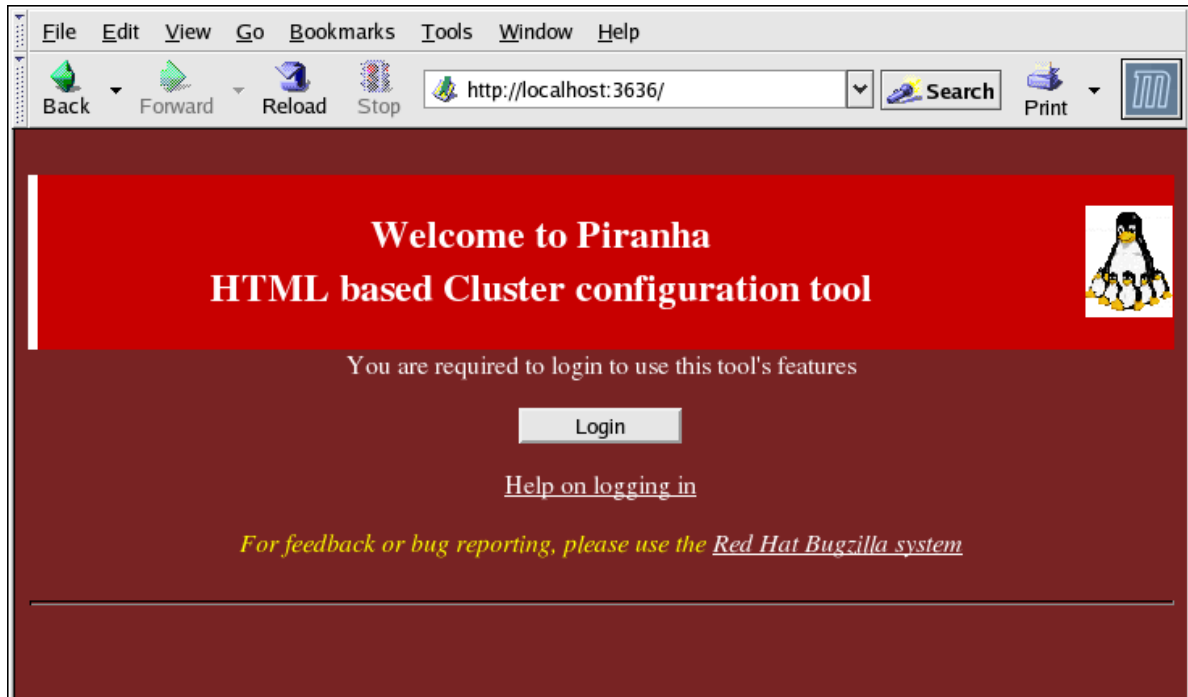 File Edit View Go Bookmarks Tools Window Help
Back Forward Reload Stop http://localhost:3636/ Search Print
Welcome to Piranha
HTML based Cluster configuration tool
You are required to login to use this tool's features
Login
Help on logging in
For feedback or bug reporting, please use the Red Hat Bugzilla system